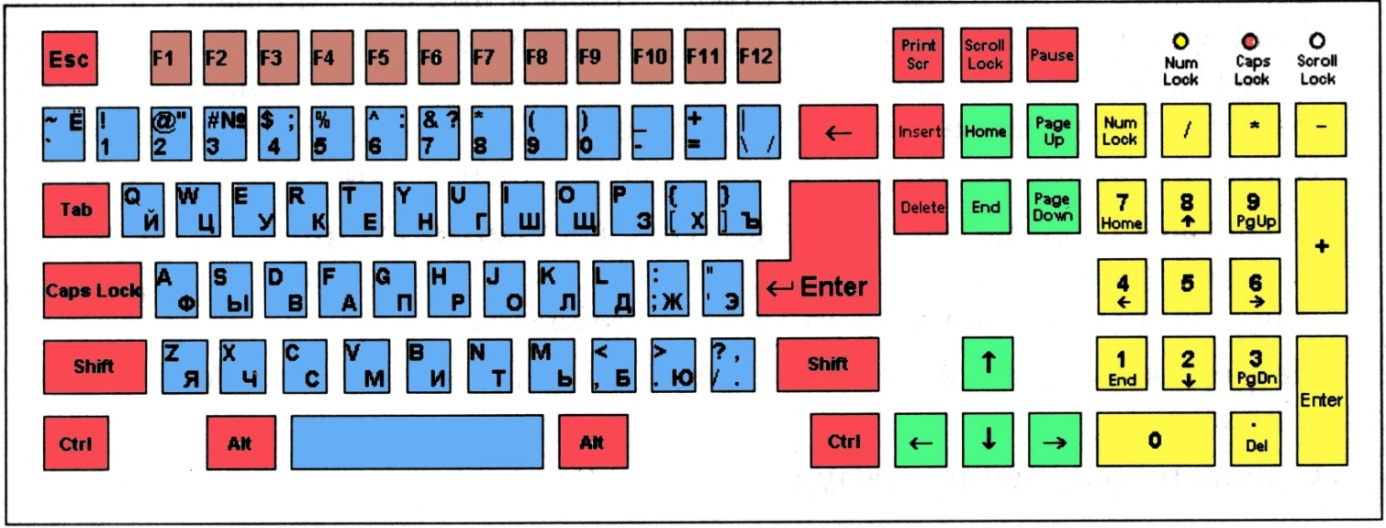 Esc F1 F2 F3 F4 F5 F6 F7 F8 F9 F10 F11 F12 Print Scr Scroll Lock Pause Num Lock Caps Lock Scroll Lock
~ Ё ` ! 1 @ " 2 # № 3 $ ; 4 % 5 ^ : 6 & ? 7 * 8 ( 9 ) 0 _ - + = | \ / ← Insert Home Page Up Num Lock / * -
Tab Q Й W Ц E У R К T Е Y Н U Г I Ш O Щ P З { [ Х } ] Ъ Delete End Page Down 7 Home 8 ↑ 9 PgUp +
Caps Lock A Ф S Ы D В F А G П H Р J О K Л L Д : ; Ж " ' Э ← Enter 4 ← 5 6 →
Shift Z Я X Ч C С V М B И N Т M Ь < , Б > . Ю ? , / . Shift ↑ 1 End 2 ↓ 3 PgDn Enter
Ctrl Alt Alt Ctrl ← ↓ → 0 . Del